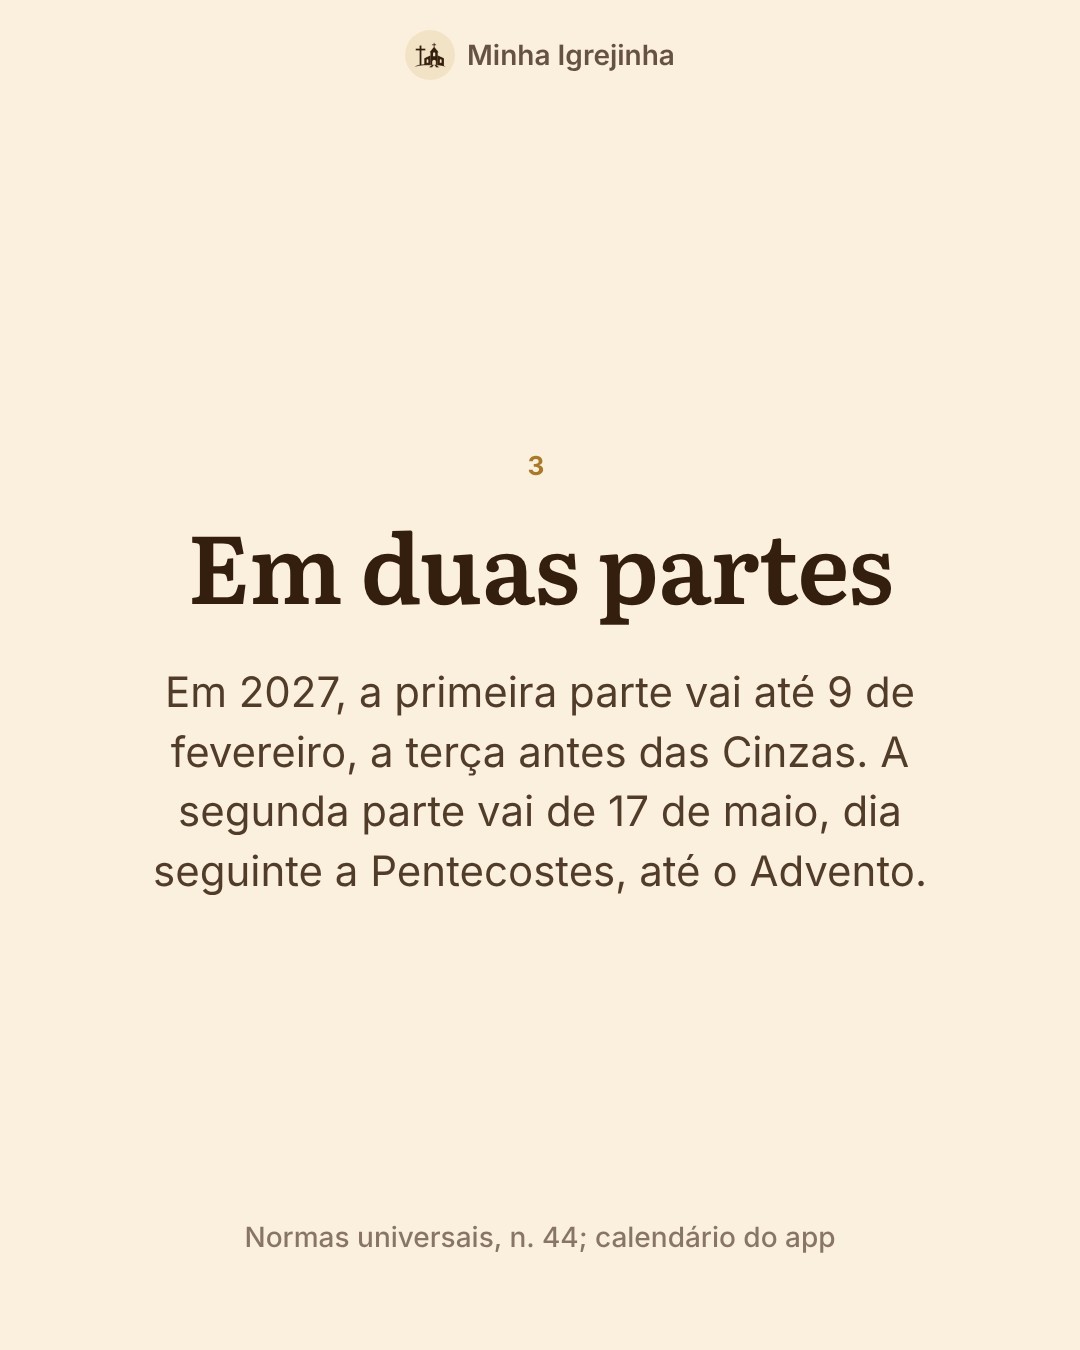 Minha Igrejinha
3
Em duas partes
Em 2027, a primeira parte vai até 9 de
fevereiro, a terça antes das Cinzas. A
segunda parte vai de 17 de maio, dia
seguinte a Pentecostes, até o Advento.
Normas universais, n. 44; calendário do app